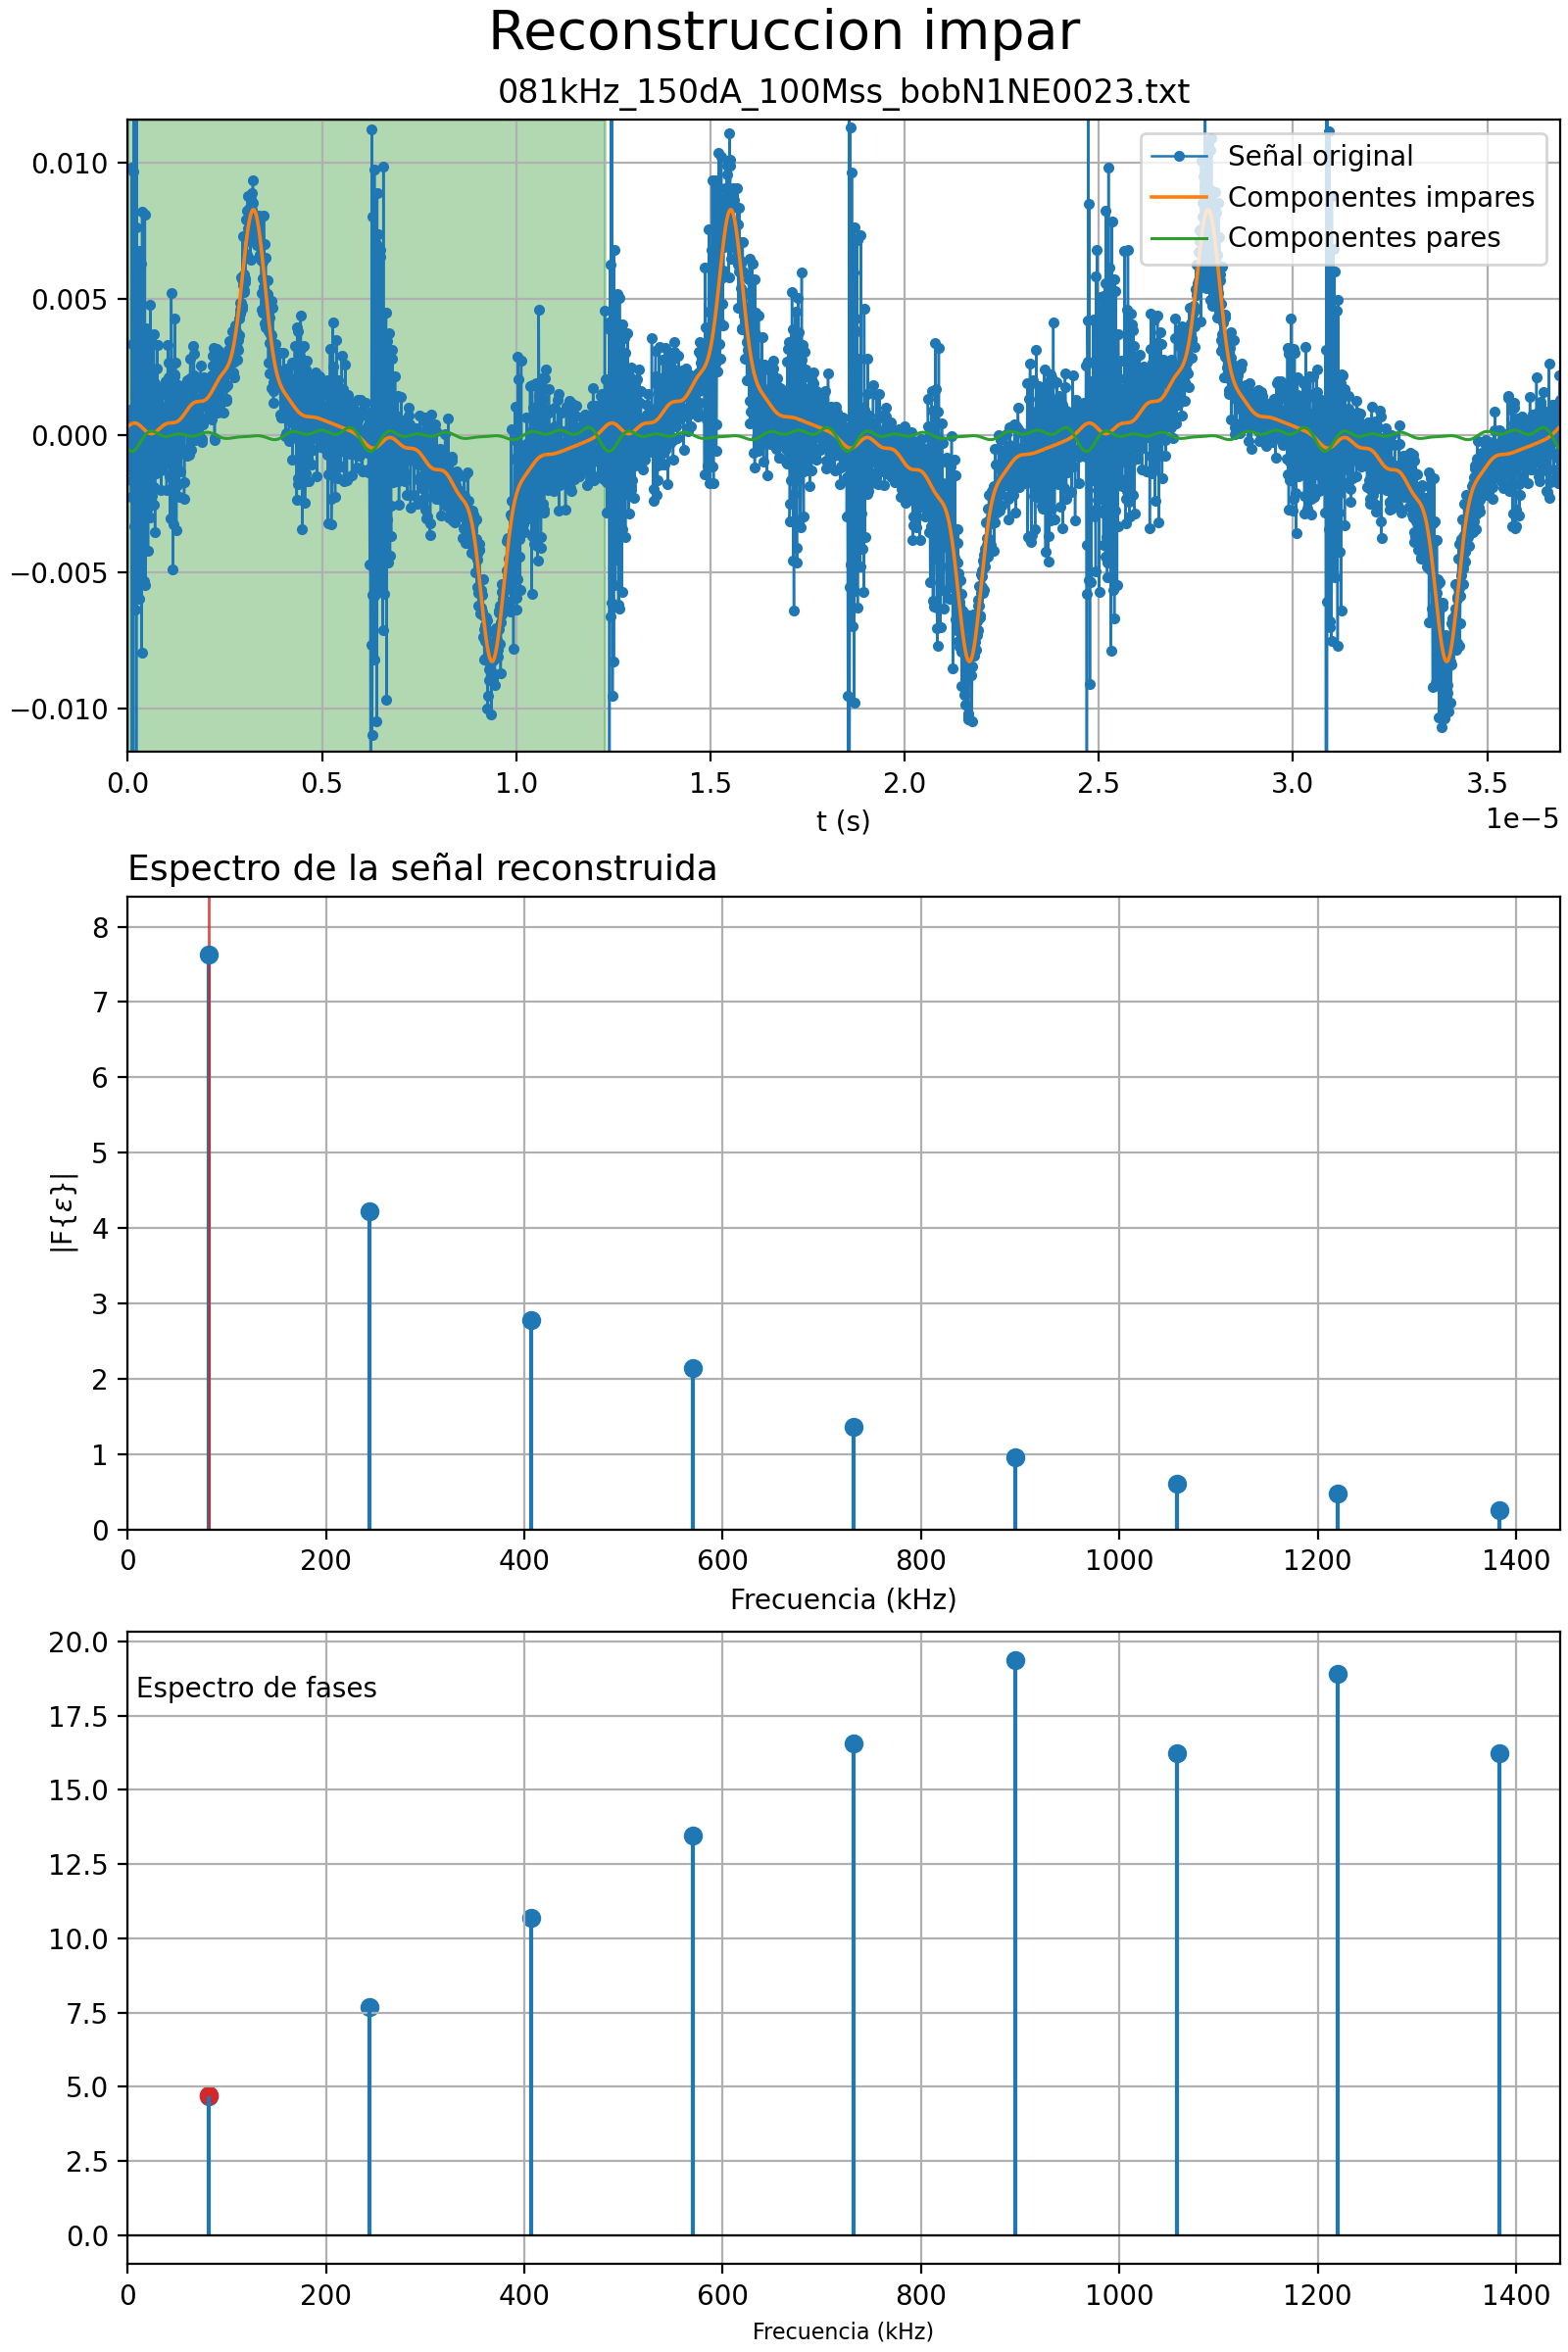 Reconstruccion impar
081kHz_150dA_100Mss_bobN1NE0023.txt
Señal original
Componentes impares
Componentes pares
0.010
0.005
0.000
−0.005
−0.010
0.0 0.5 1.0 1.5 2.0 2.5 3.0 3.5
1e−5
t (s)
Espectro de la señal reconstruida
8
7
6
5
4
3
2
1
0
|F{ε}|
0 200 400 600 800 1000 1200 1400
Frecuencia (kHz)
Espectro de fases
20.0
17.5
15.0
12.5
10.0
7.5
5.0
2.5
0.0
0 200 400 600 800 1000 1200 1400
Frecuencia (kHz)